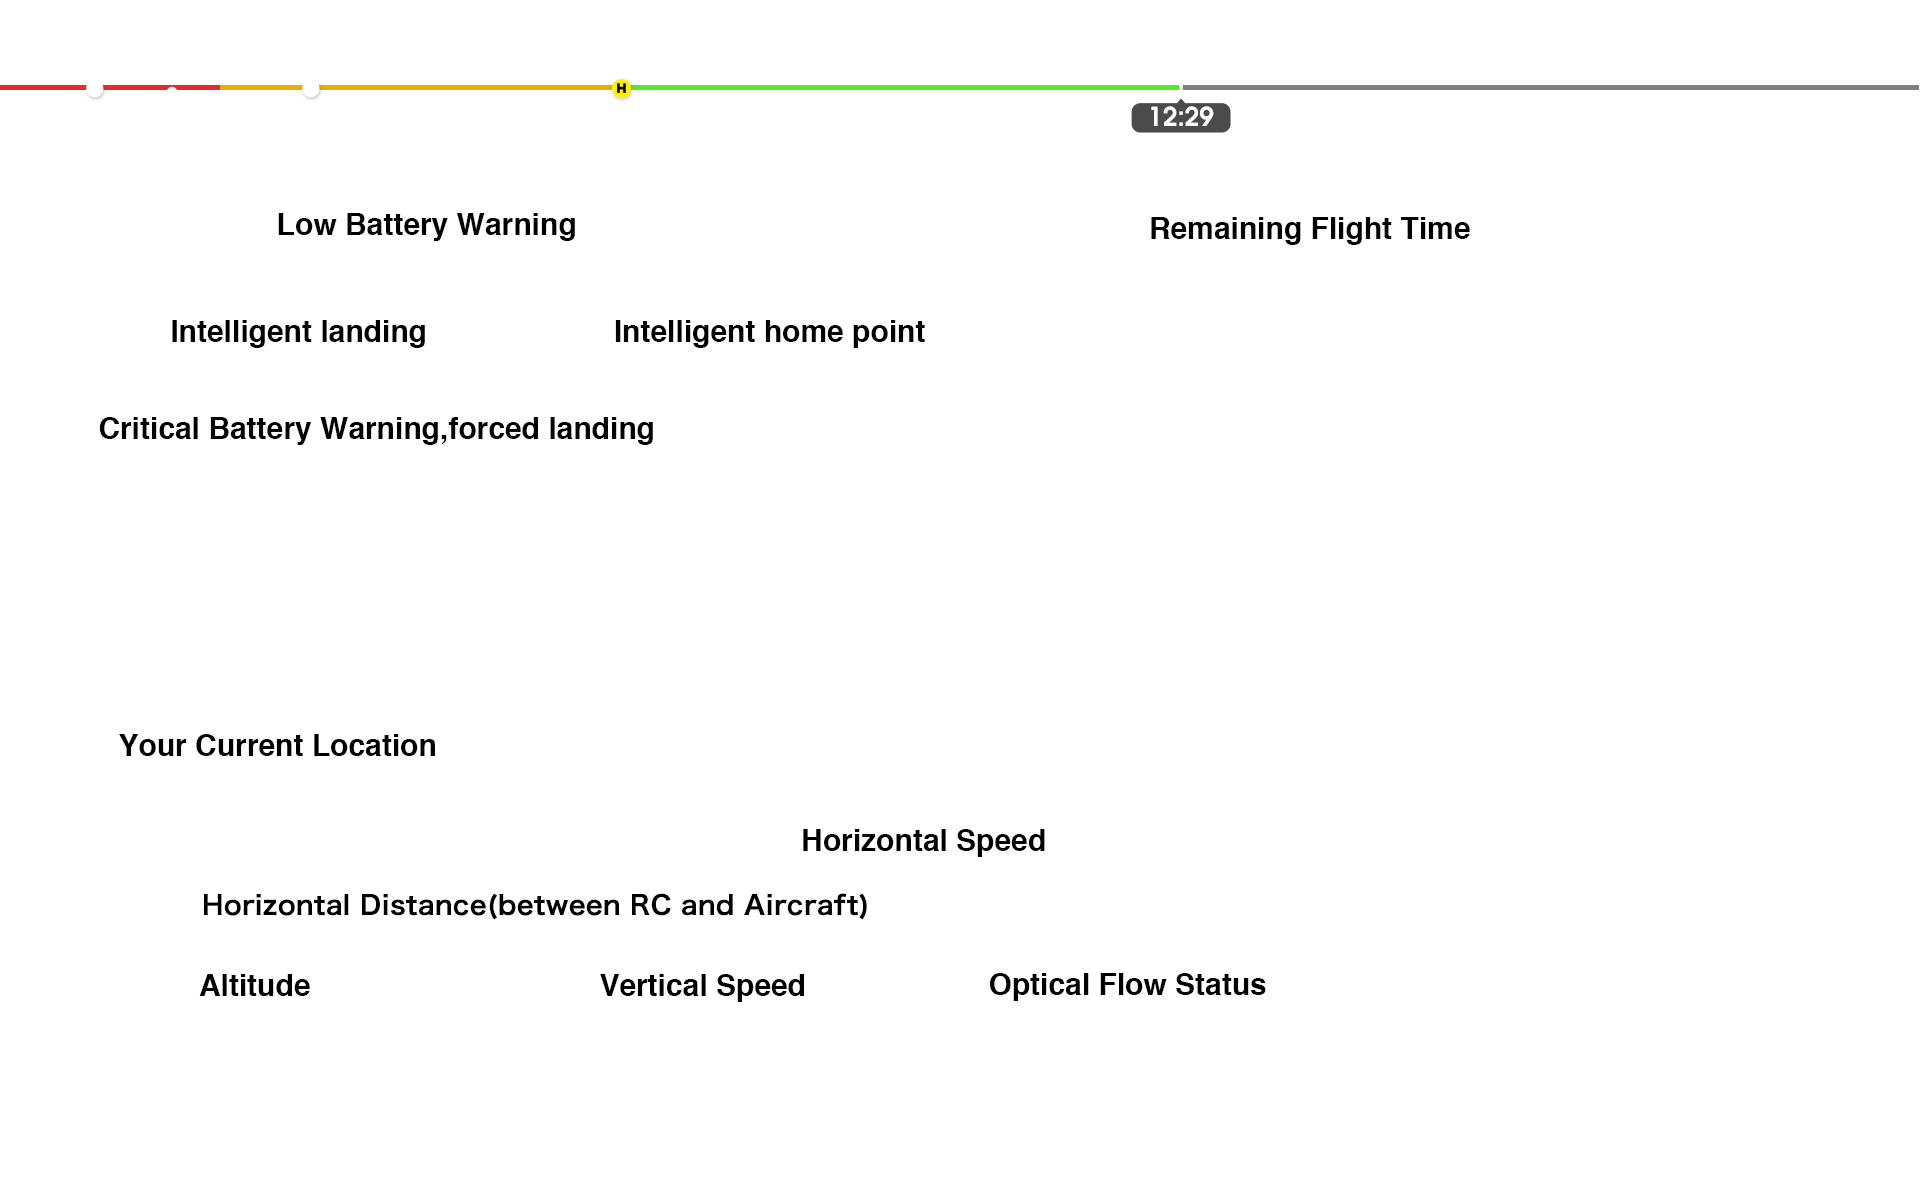 H
12:29
Low Battery Warning
Remaining Flight Time
Intelligent landing
Intelligent home point
Critical Battery Warning,forced landing
Your Current Location
Horizontal Speed
Horizontal Distance(between RC and Aircraft)
Altitude
Vertical Speed
Optical Flow Status